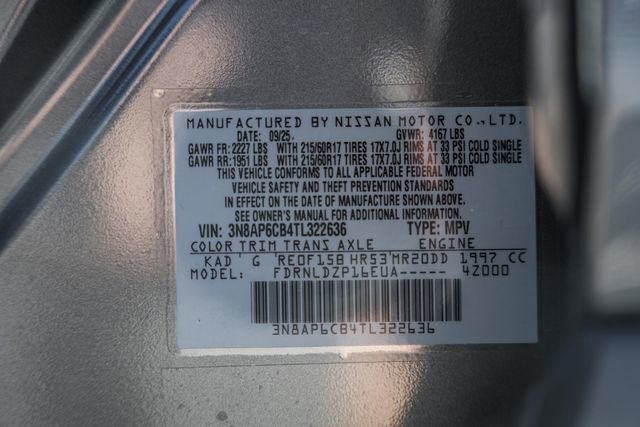 MANUFACTURED BY NISSAN MOTOR CO.,LTD.
DATE: 09/25 GVWR: 4167 LBS
GAWR FR: 2227 LBS WITH 215/60R17 TIRES 17X7.0J RIMS AT 33 PSI COLD SINGLE
GAWR RR: 1951 LBS WITH 215/60R17 TIRES 17X7.0J RIMS AT 33 PSI COLD SINGLE
THIS VEHICLE CONFORMS TO ALL APPLICABLE FEDERAL MOTOR
VEHICLE SAFETY AND THEFT PREVENTION STANDARDS
IN EFFECT ON THE DATE OF MANUFACTURE SHOWN ABOVE.
SEE OWNER'S MANUAL FOR ADDITIONAL INFORMATION.
VIN: 3N8AP6CB4TL322636 TYPE: MPV
COLOR TRIM TRANS AXLE ENGINE
KAD ' G 'RE0F15B HR53'MR20DD 1997 CC
MODEL: FDRNLDZP16EUA----- 4Z000
3N8AP6CB4TL322636